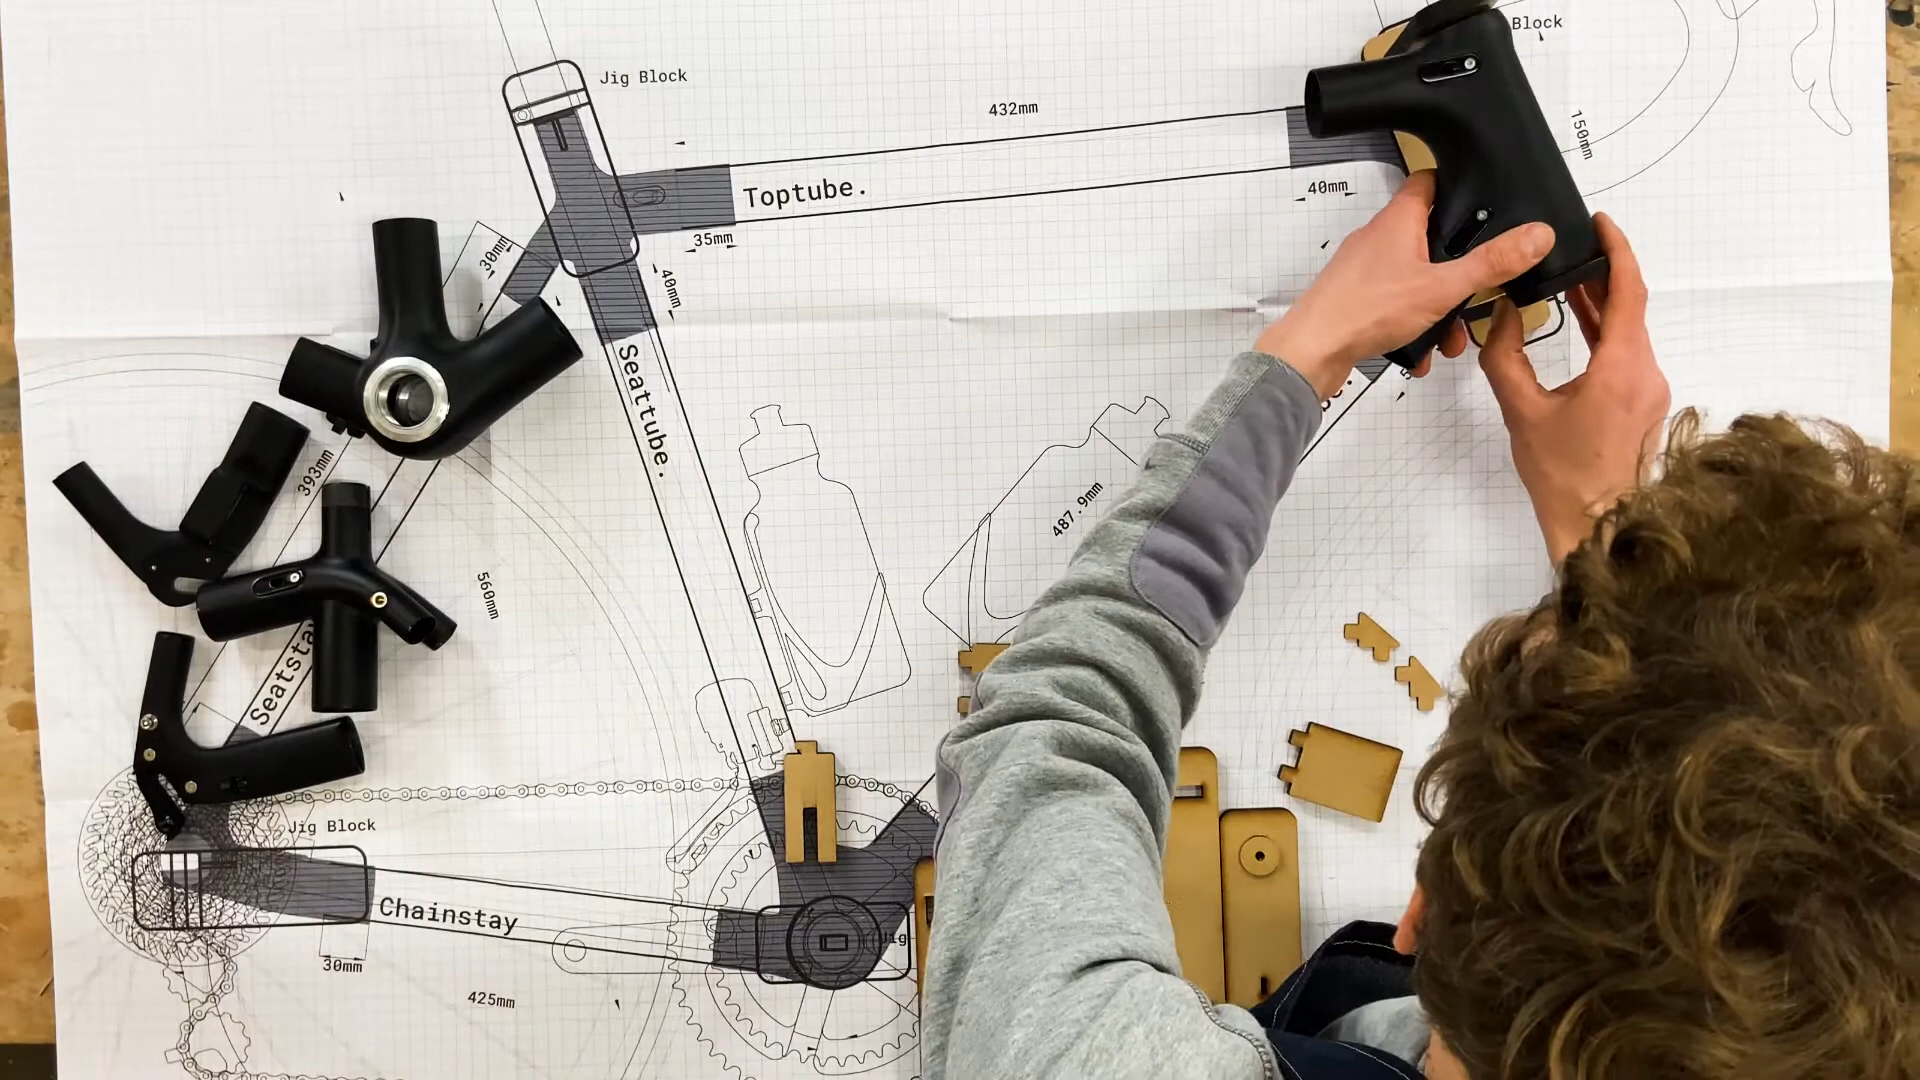 Block
Jig Block
432mm
150mm
Toptube.
40mm
35mm
30mm
40mm
Seattube.
393mm
487.9mm
560mm
Seatsta
Jig Block
Chainstay
Jig
30mm
425mm